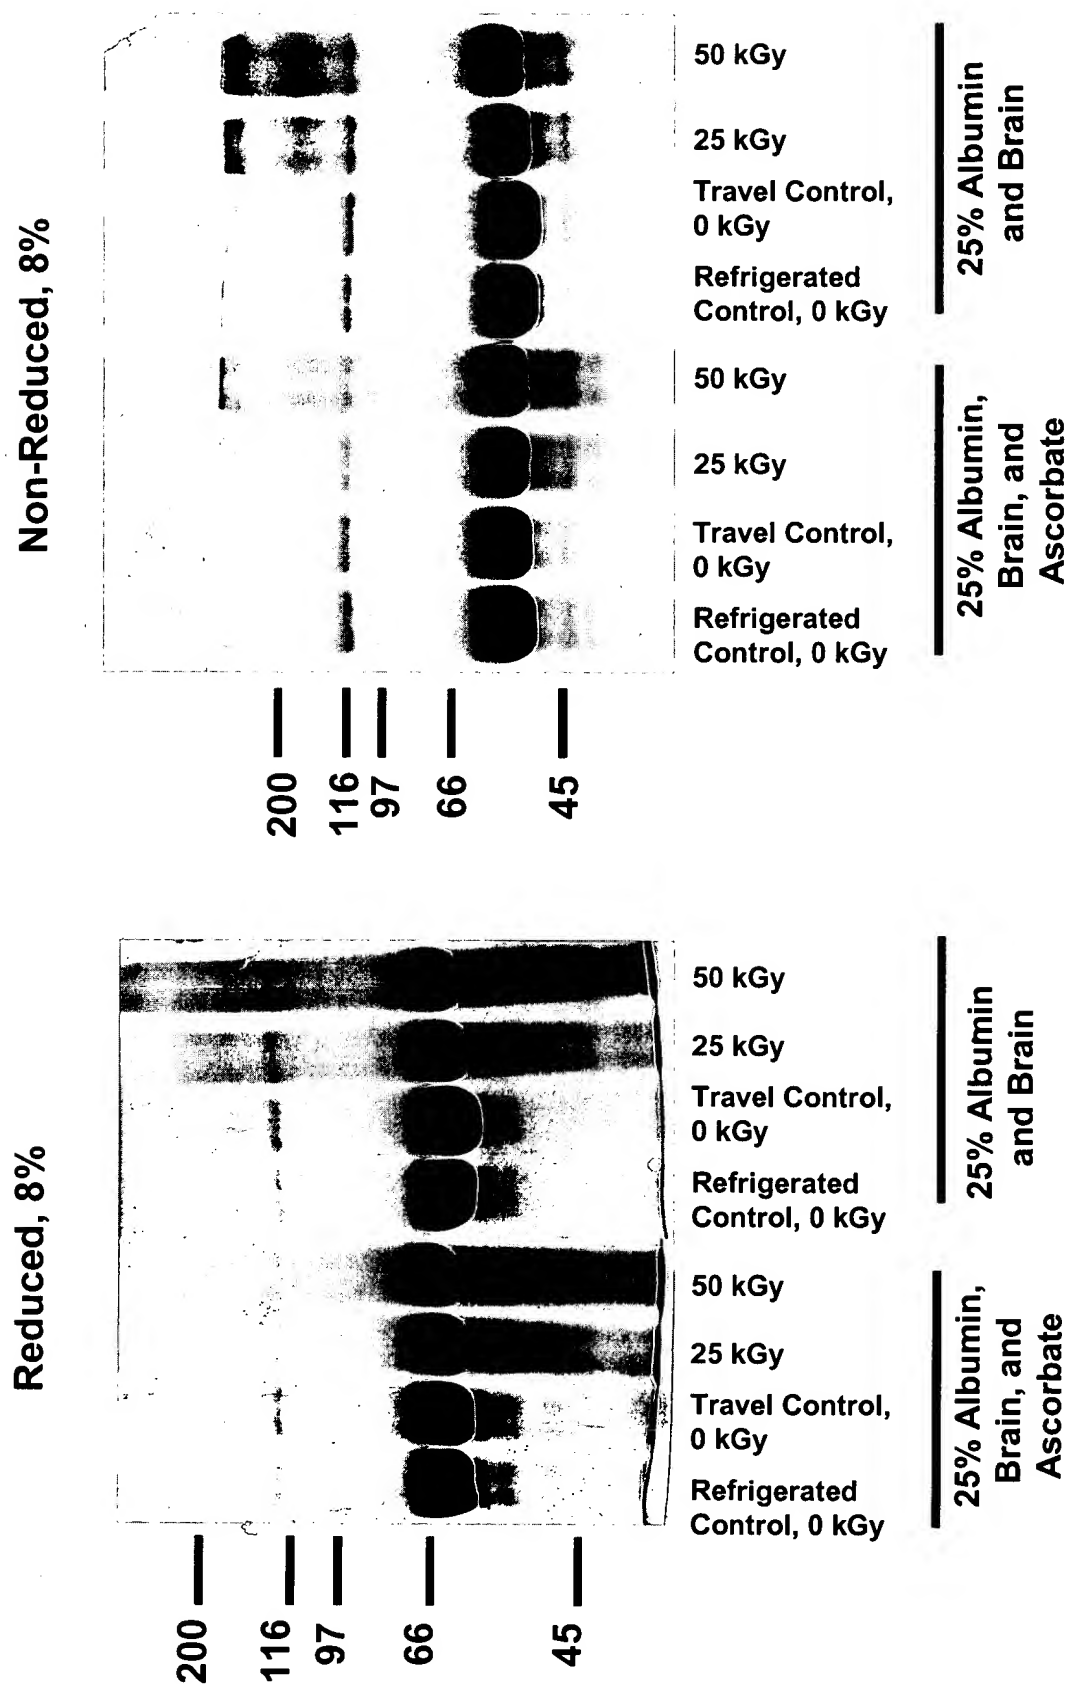 Non-Reduced, 8%
50 kGy
25 kGy
Travel Control,
0 kGy
Refrigerated
Control, 0 kGy
50 kGy
25 kGy
Travel Control,
0 kGy
Refrigerated
Control, 0 kGy
25% Albumin
and Brain
25% Albumin,
Brain, and
Ascorbate
200
116
97
66
45
Reduced, 8%
50 kGy
25 kGy
Travel Control,
0 kGy
Refrigerated
Control, 0 kGy
50 kGy
25 kGy
Travel Control,
0 kGy
Refrigerated
Control, 0 kGy
25% Albumin
and Brain
25% Albumin,
Brain, and
Ascorbate
200
116
97
66
45